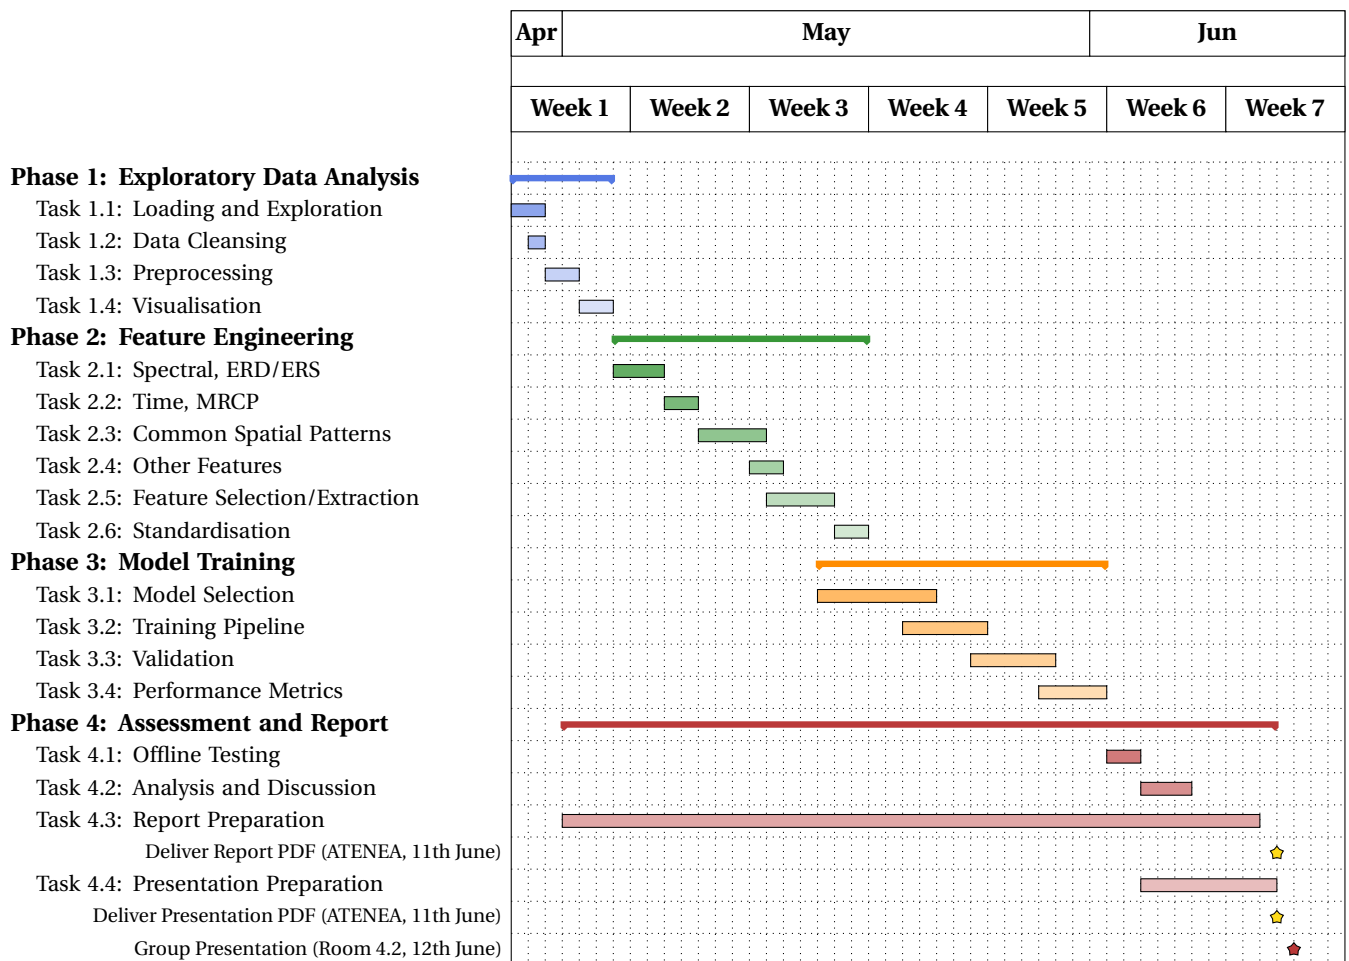 Apr May Jun
Week 1 Week 2 Week 3 Week 4 Week 5 Week 6 Week 7
Phase 1: Exploratory Data Analysis
Task 1.1: Loading and Exploration
Task 1.2: Data Cleansing
Task 1.3: Preprocessing
Task 1.4: Visualisation
Phase 2: Feature Engineering
Task 2.1: Spectral, ERD/ERS
Task 2.2: Time, MRCP
Task 2.3: Common Spatial Patterns
Task 2.4: Other Features
Task 2.5: Feature Selection/Extraction
Task 2.6: Standardisation
Phase 3: Model Training
Task 3.1: Model Selection
Task 3.2: Training Pipeline
Task 3.3: Validation
Task 3.4: Performance Metrics
Phase 4: Assessment and Report
Task 4.1: Offline Testing
Task 4.2: Analysis and Discussion
Task 4.3: Report Preparation
Deliver Report PDF (ATENEA, 11th June)
Task 4.4: Presentation Preparation
Deliver Presentation PDF (ATENEA, 11th June)
Group Presentation (Room 4.2, 12th June)